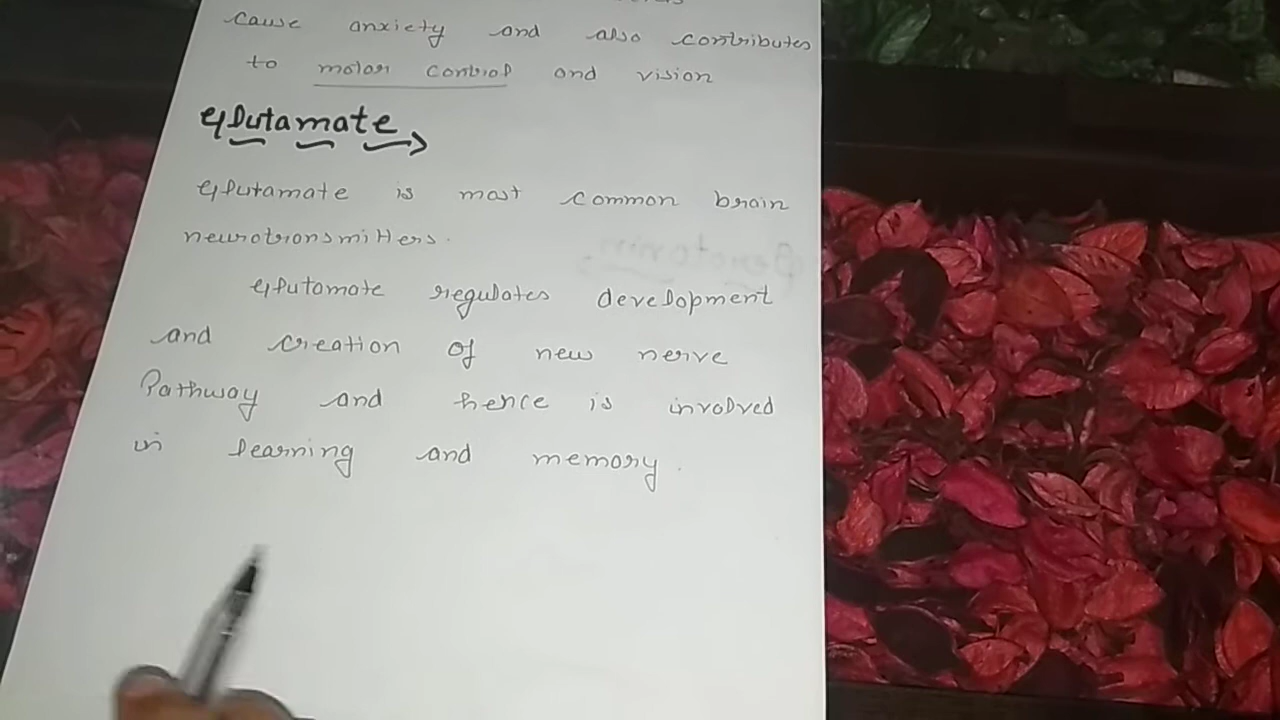 cause anxiety and also contributes
to motor control and vision
Glutamate
Glutamate is most common brain
neurotransmitters.
Glutamate regulates development
and creation of new nerve
Pathway and hence is involved
in learning and memory.